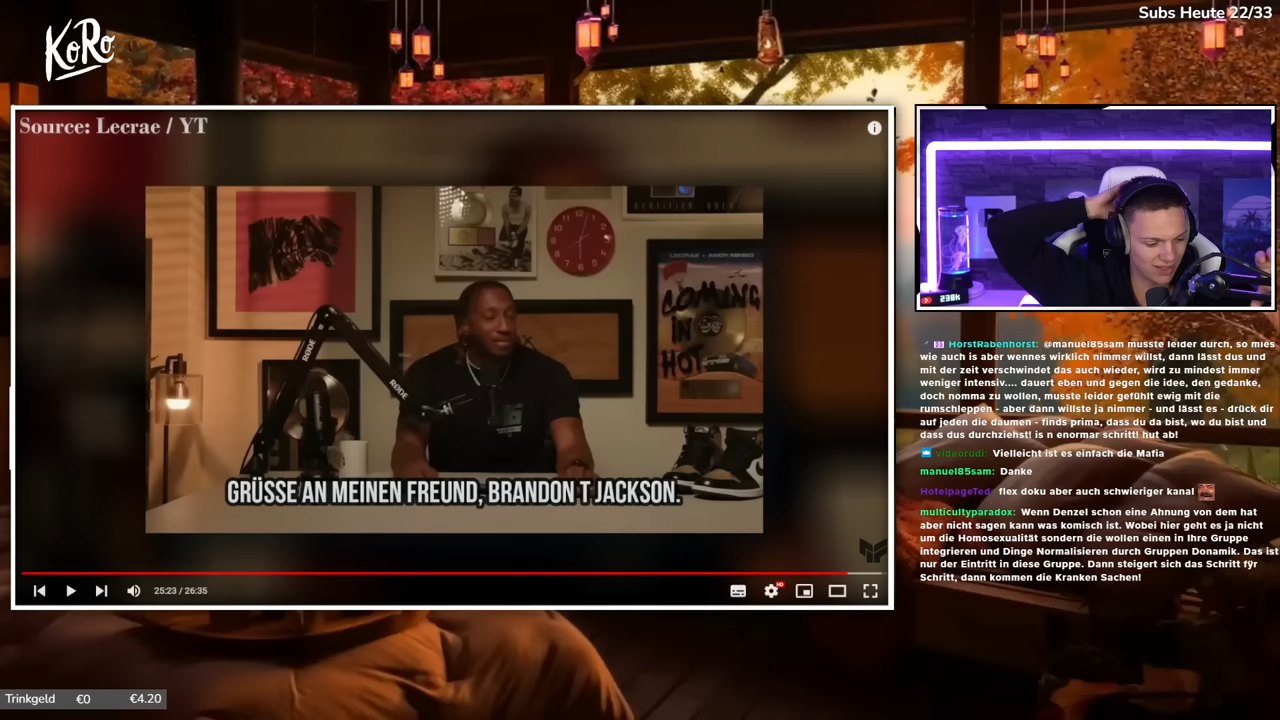 Subs Heute 22/33
KoRo
Source: Lecrae / YT
LECRAE + ANDY MINEO
COMING
IN
HOT
RØDE
RØDE
GRÜSSE AN MEINEN FREUND, BRANDON T JACKSON.
25:23 / 26:35
HD
238k
HorstRabenhorst: @manuel85sam musste leider durch, so mies
wie auch is aber wennes wirklich nimmer willst, dann lässt dus und
mit der zeit verschwindet das auch wieder, wird zu mindest immer
weniger intensiv.... dauert eben und gegen die idee, den gedanke,
doch nomma zu wollen, musste leider gefühlt ewig mit die
rumschleppen - aber dann willste ja nimmer - und lässt es - drück dir
auf jeden die daumen - finds prima, dass du da bist, wo du bist und
dass dus durchziehst! is n enormar schritt! hut ab!
videorudi: Vielleicht ist es einfach die Mafia
manuel85sam: Danke
HotelpageTed: flex doku aber auch schwieriger kanal
multicultyparadox: Wenn Denzel schon eine Ahnung von dem hat
aber nicht sagen kann was komisch ist. Wobei hier geht es ja nicht
um die Homosexualität sondern die wollen einen in Ihre Gruppe
integrieren und Dinge Normalisieren durch Gruppen Donamik. Das ist
nur der Eintritt in diese Gruppe. Dann steigert sich das Schritt für
Schritt, dann kommen die Kranken Sachen!
Trinkgeld €0 €4.20